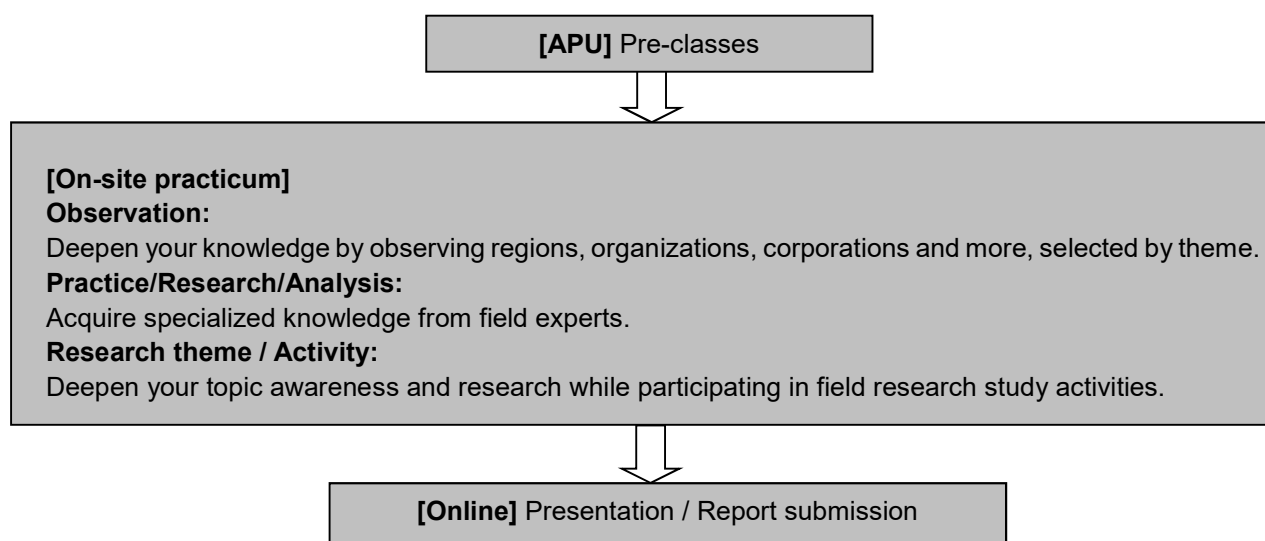 [APU] Pre-classes
[On-site practicum]
Observation:
Deepen your knowledge by observing regions, organizations, corporations and more, selected by theme.
Practice/Research/Analysis:
Acquire specialized knowledge from field experts.
Research theme / Activity:
Deepen your topic awareness and research while participating in field research study activities.
[Online] Presentation / Report submission